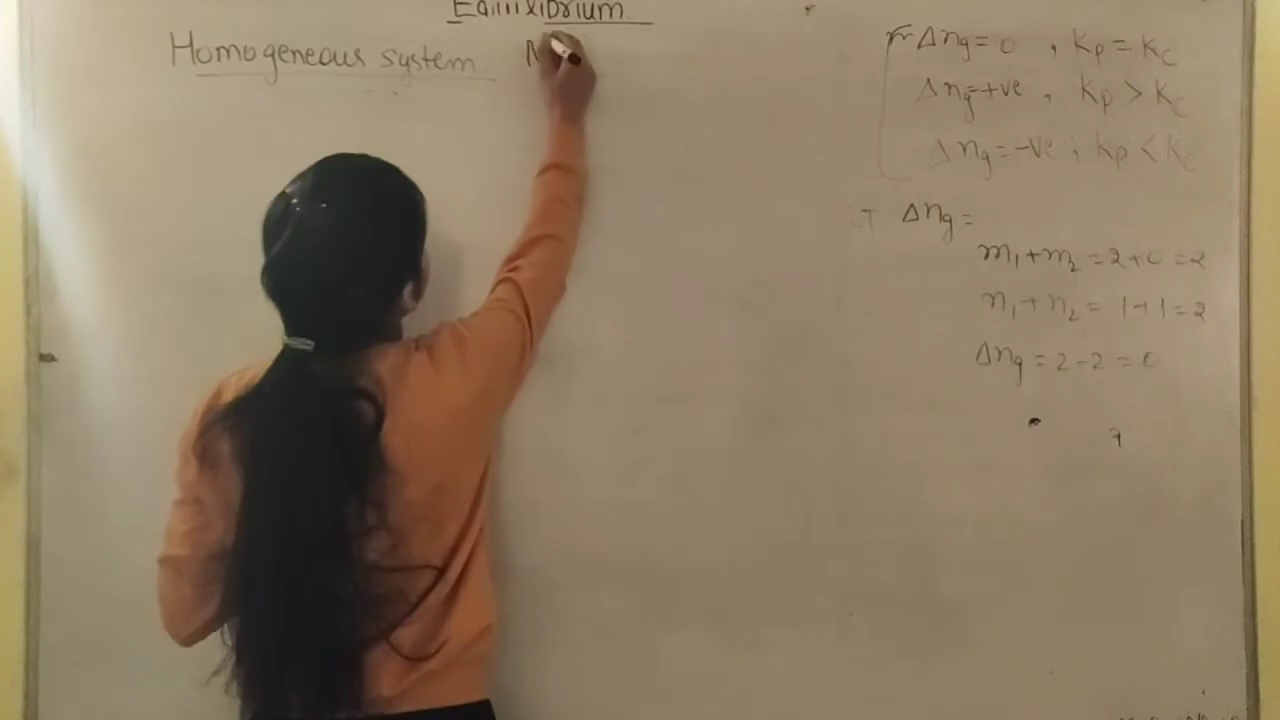 Equilibrium
Homogeneous system N
Δng = 0 , Kp = Kc
Δng = +ve , Kp > Kc
Δng = -ve ; Kp < Kc
Δng =
m1 + m2 = 2 + 0 = 2
n1 + n2 = 1 + 1 = 2
Δng = 2 - 2 = 0